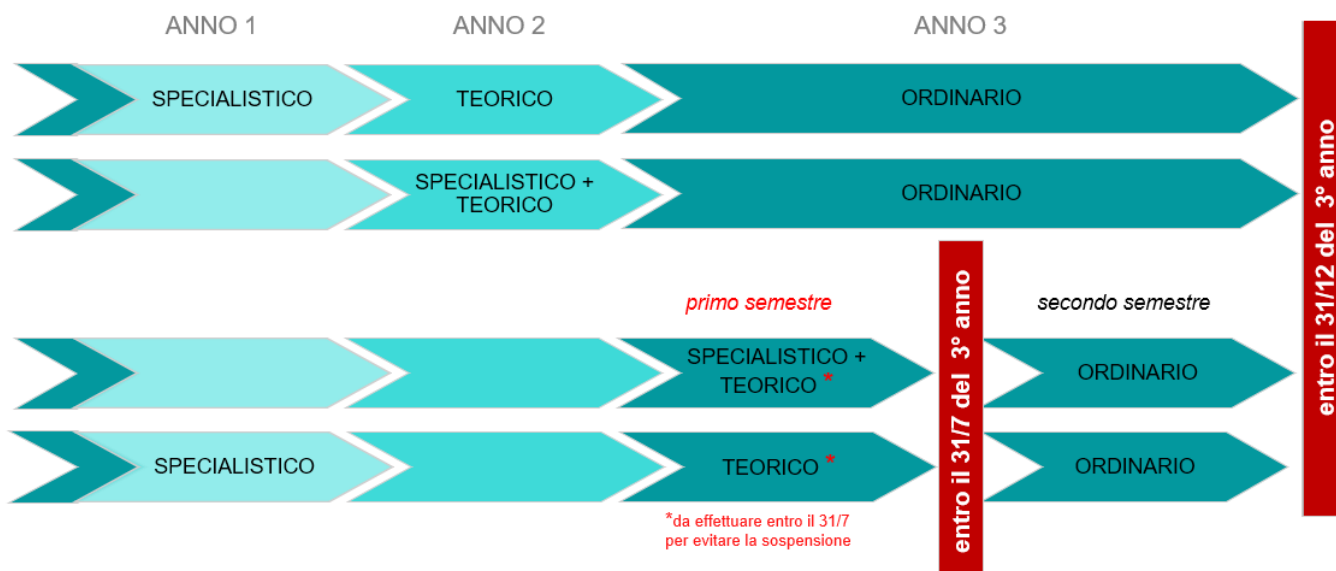 ANNO 1
ANNO 2
ANNO 3
SPECIALISTICO
TEORICO
ORDINARIO
SPECIALISTICO +
TEORICO
ORDINARIO
primo semestre
secondo semestre
SPECIALISTICO +
TEORICO *
ORDINARIO
SPECIALISTICO
TEORICO *
ORDINARIO
*da effettuare entro il 31/7
per evitare la sospensione
entro il 31/7 del 3° anno
entro il 31/12 del 3° anno